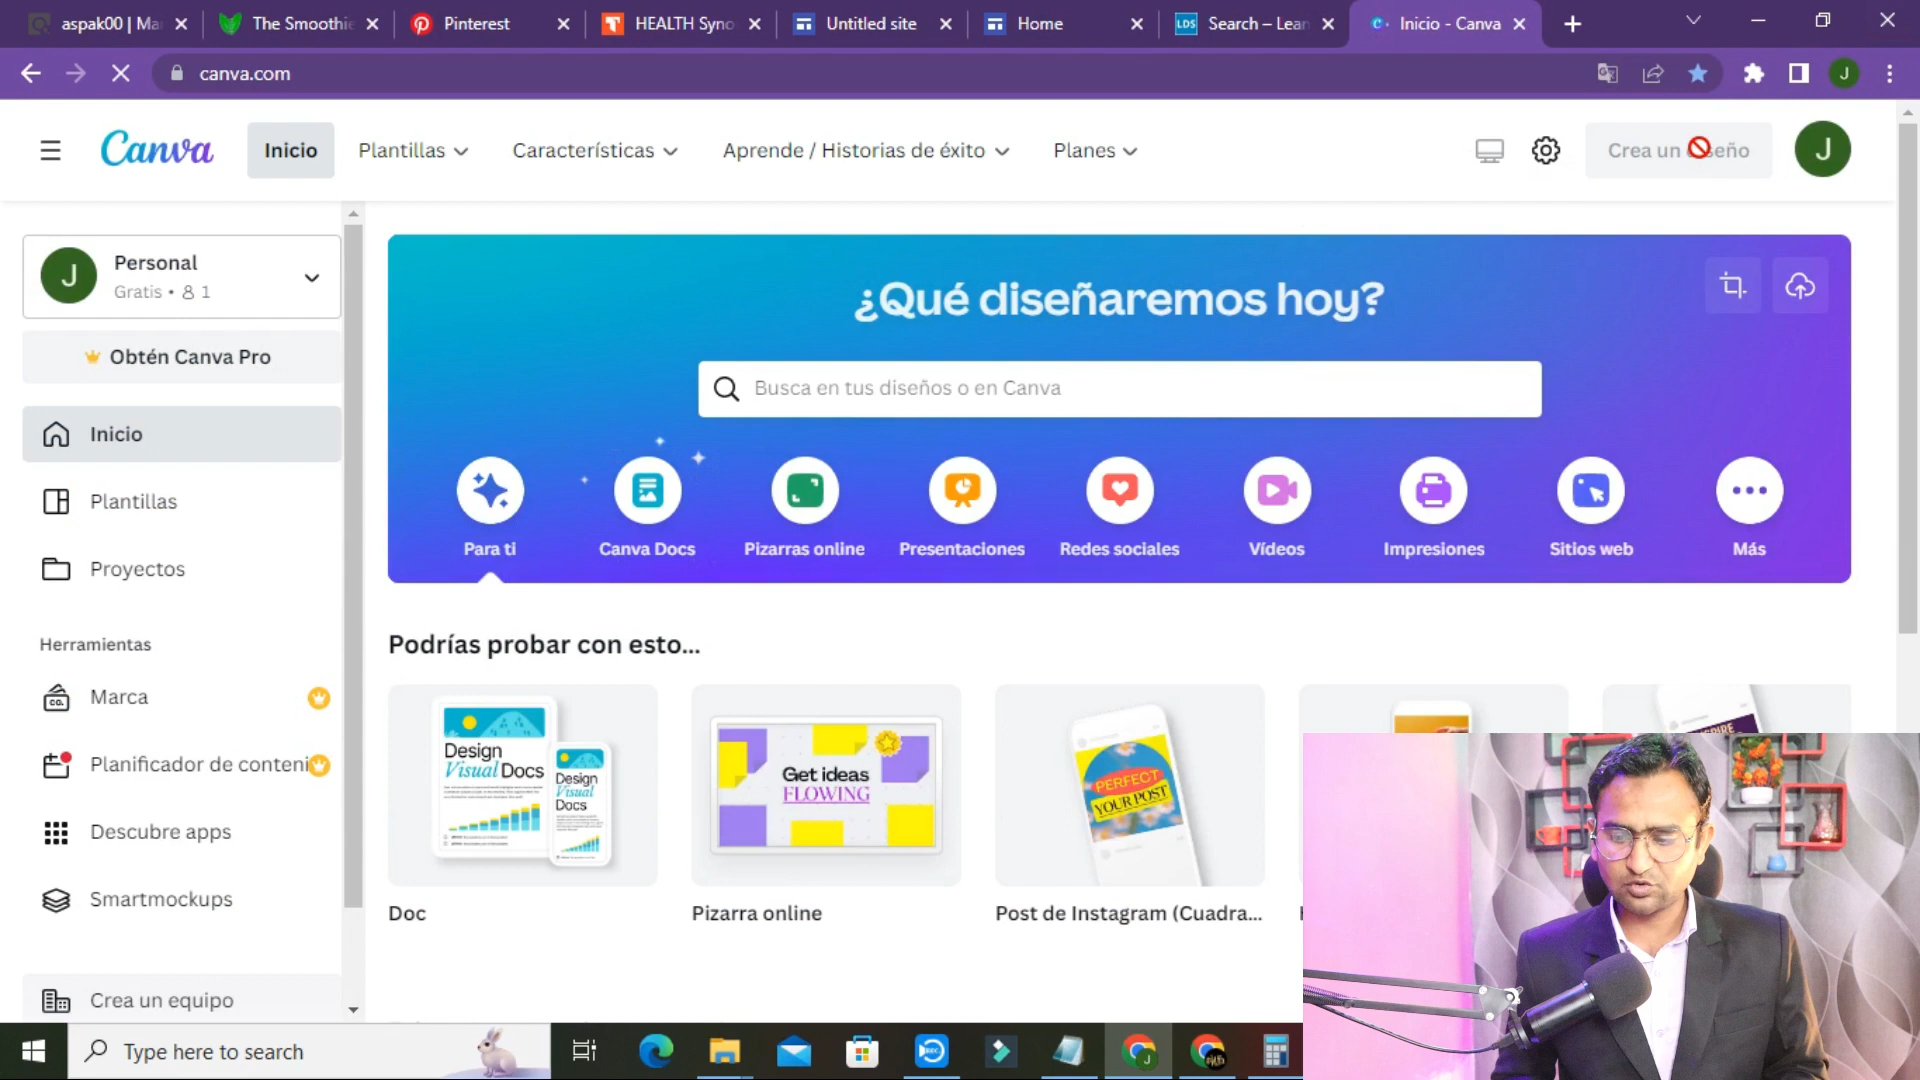 aspak00 | Ma
The Smoothie
Pinterest
HEALTH Syno
Untitled site
Home
LDS
Search – Lear
Inicio - Canva
canva.com
J
Canva
Inicio
Plantillas
Características
Aprende / Historias de éxito
Planes
Crea un diseño
J
J
Personal
Gratis • 1
Obtén Canva Pro
Inicio
Plantillas
Proyectos
Herramientas
CO.
Marca
Planificador de conteni
Descubre apps
Smartmockups
Crea un equipo
¿Qué diseñaremos hoy?
Busca en tus diseños o en Canva
Para ti
Canva Docs
Pizarras online
Presentaciones
Redes sociales
Vídeos
Impresiones
Sitios web
Más
Podrías probar con esto...
Design
Visual Docs
Design
Visual
Docs
Get ideas
FLOWING
PERFECT
YOUR POST
Doc
Pizarra online
Post de Instagram (Cuadra...
Type here to search
REC
J